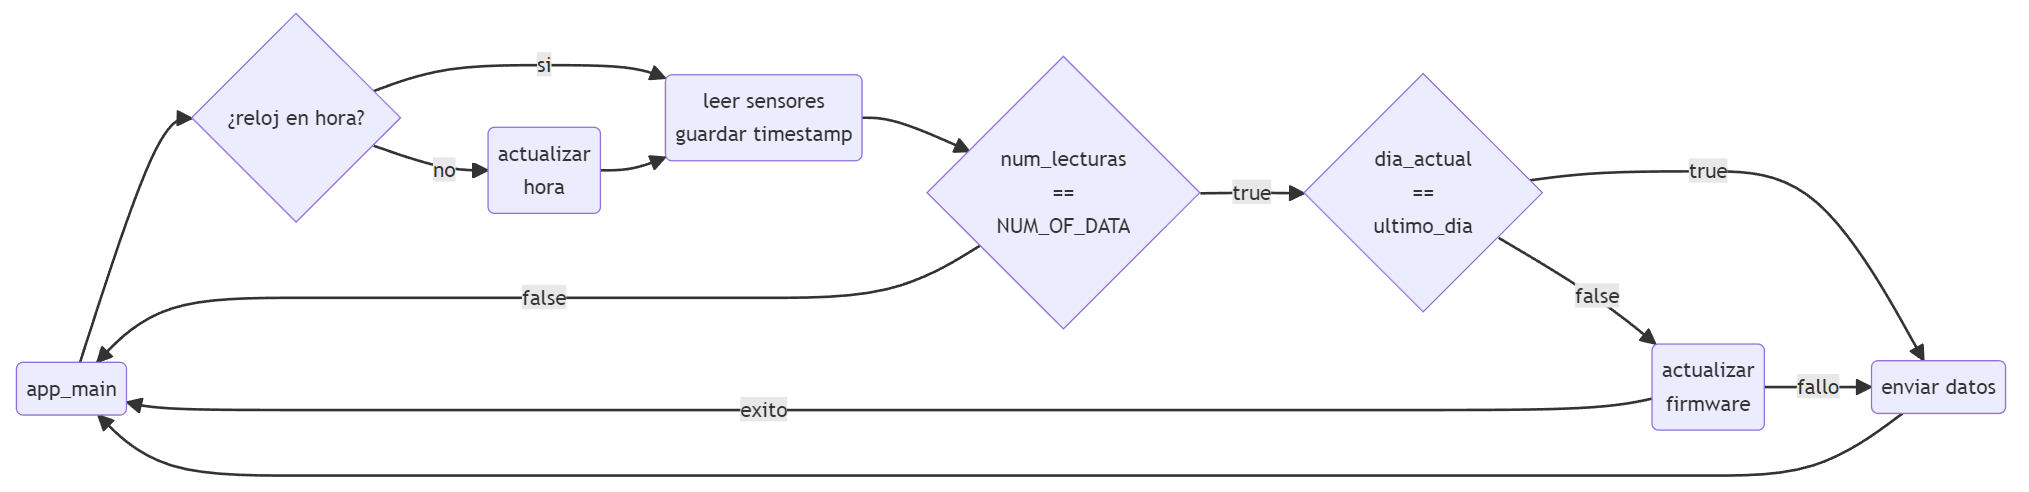 ¿reloj en hora?
si
no
actualizar
hora
leer sensores
guardar timestamp
num_lecturas
==
NUM_OF_DATA
true
false
dia_actual
==
ultimo_dia
true
false
app_main
exito
actualizar
firmware
fallo
enviar datos